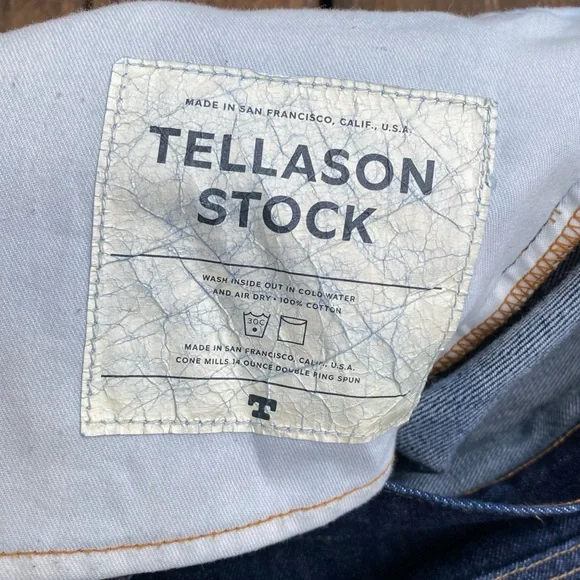 MADE IN SAN FRANCISCO, CALIF., U.S.A.
TELLASON
STOCK
WASH INSIDE OUT IN COLD WATER
AND AIR DRY • 100% COTTON
30C
MADE IN SAN FRANCISCO, CALIF., U.S.A.
CONE MILLS 14 OUNCE DOUBLE RING SPUN
T